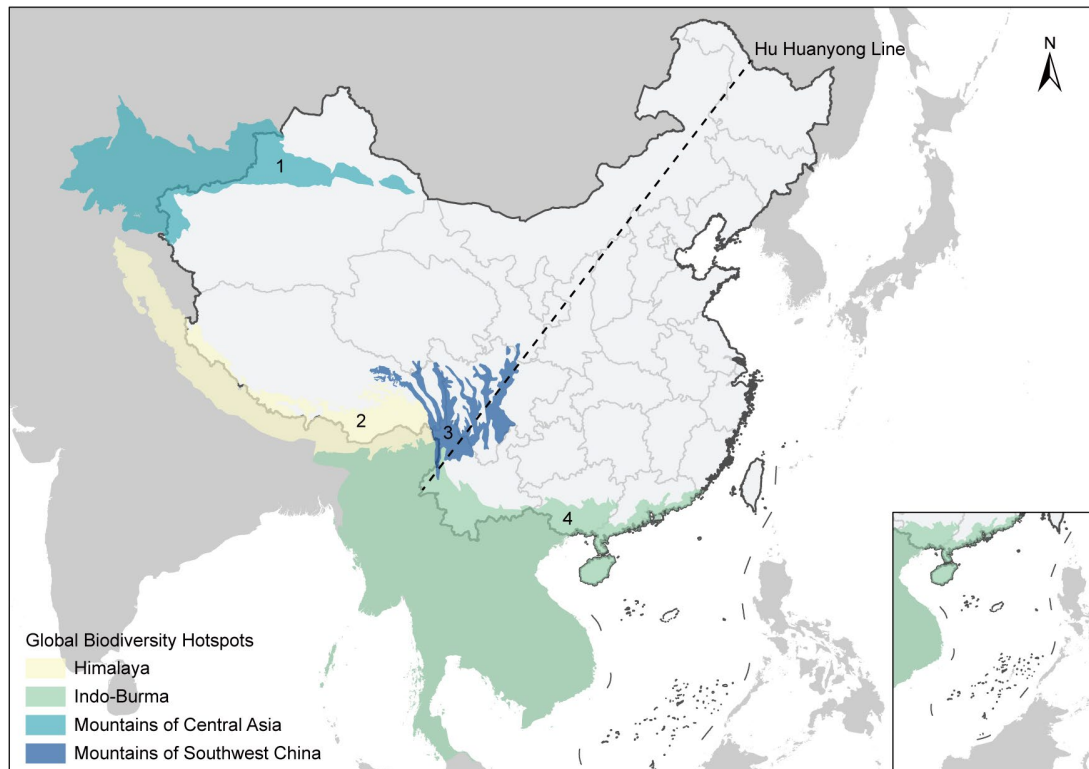 Hu Huanyong Line
N
1
2
3
4
Global Biodiversity Hotspots
Himalaya
Indo-Burma
Mountains of Central Asia
Mountains of Southwest China